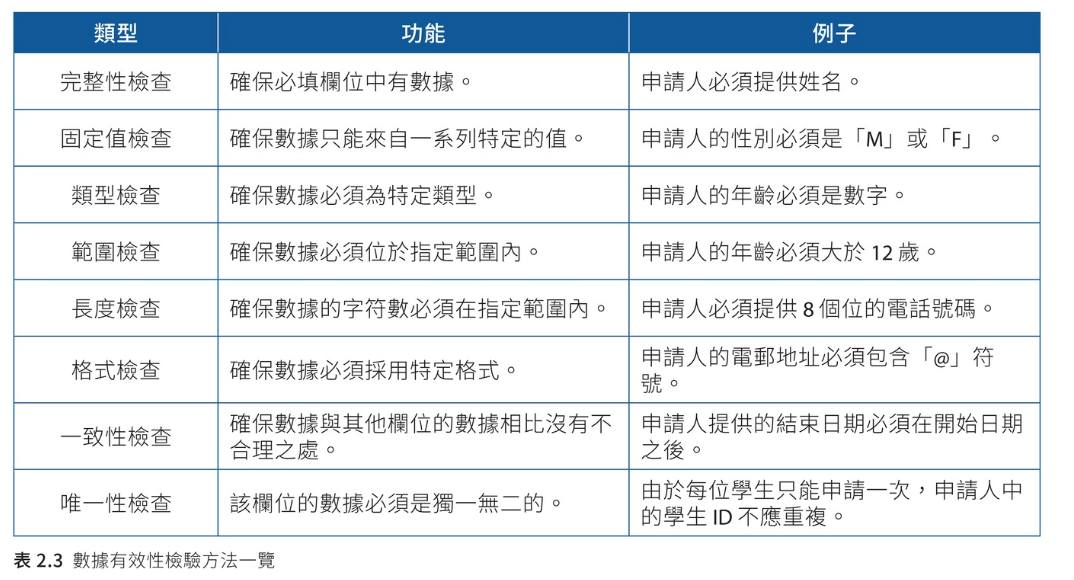 類型
功能
例子
完整性檢查
確保必填欄位中有數據。
申請人必須提供姓名。
固定值檢查
確保數據只能來自一系列特定的值。
申請人的性別必須是「M」或「F」。
類型檢查
確保數據必須為特定類型。
申請人的年齡必須是數字。
範圍檢查
確保數據必須位於指定範圍內。
申請人的年齡必須大於 12 歲。
長度檢查
確保數據的字符數必須在指定範圍內。
申請人必須提供 8 個位的電話號碼。
格式檢查
確保數據必須採用特定格式。
申請人的電郵地址必須包含「@」符
號。
一致性檢查
確保數據與其他欄位的數據相比沒有不
合理之處。
申請人提供的結束日期必須在開始日期
之後。
唯一性檢查
該欄位的數據必須是獨一無二的。
由於每位學生只能申請一次，申請人中
的學生 ID 不應重複。
表 2.3 數據有效性檢驗方法一覽